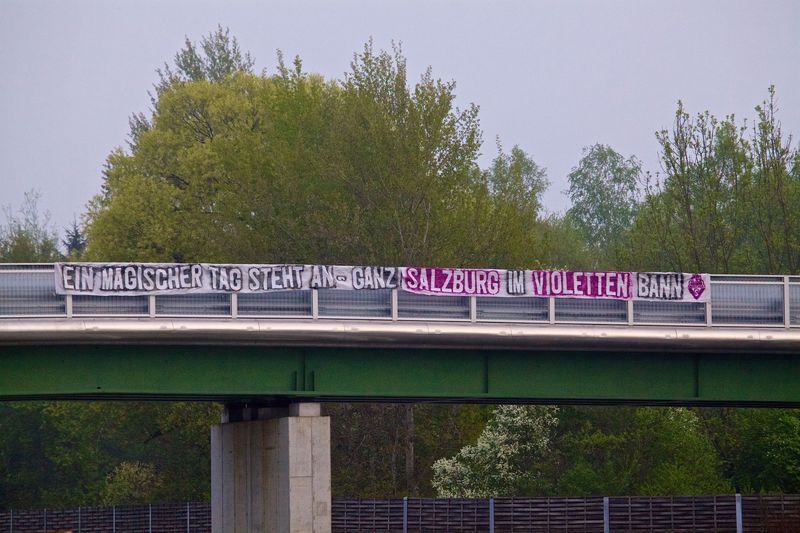 EIN MAGISCHER TAG STEHT AN - GANZ SALZBURG IM VIOLETTEN BANN